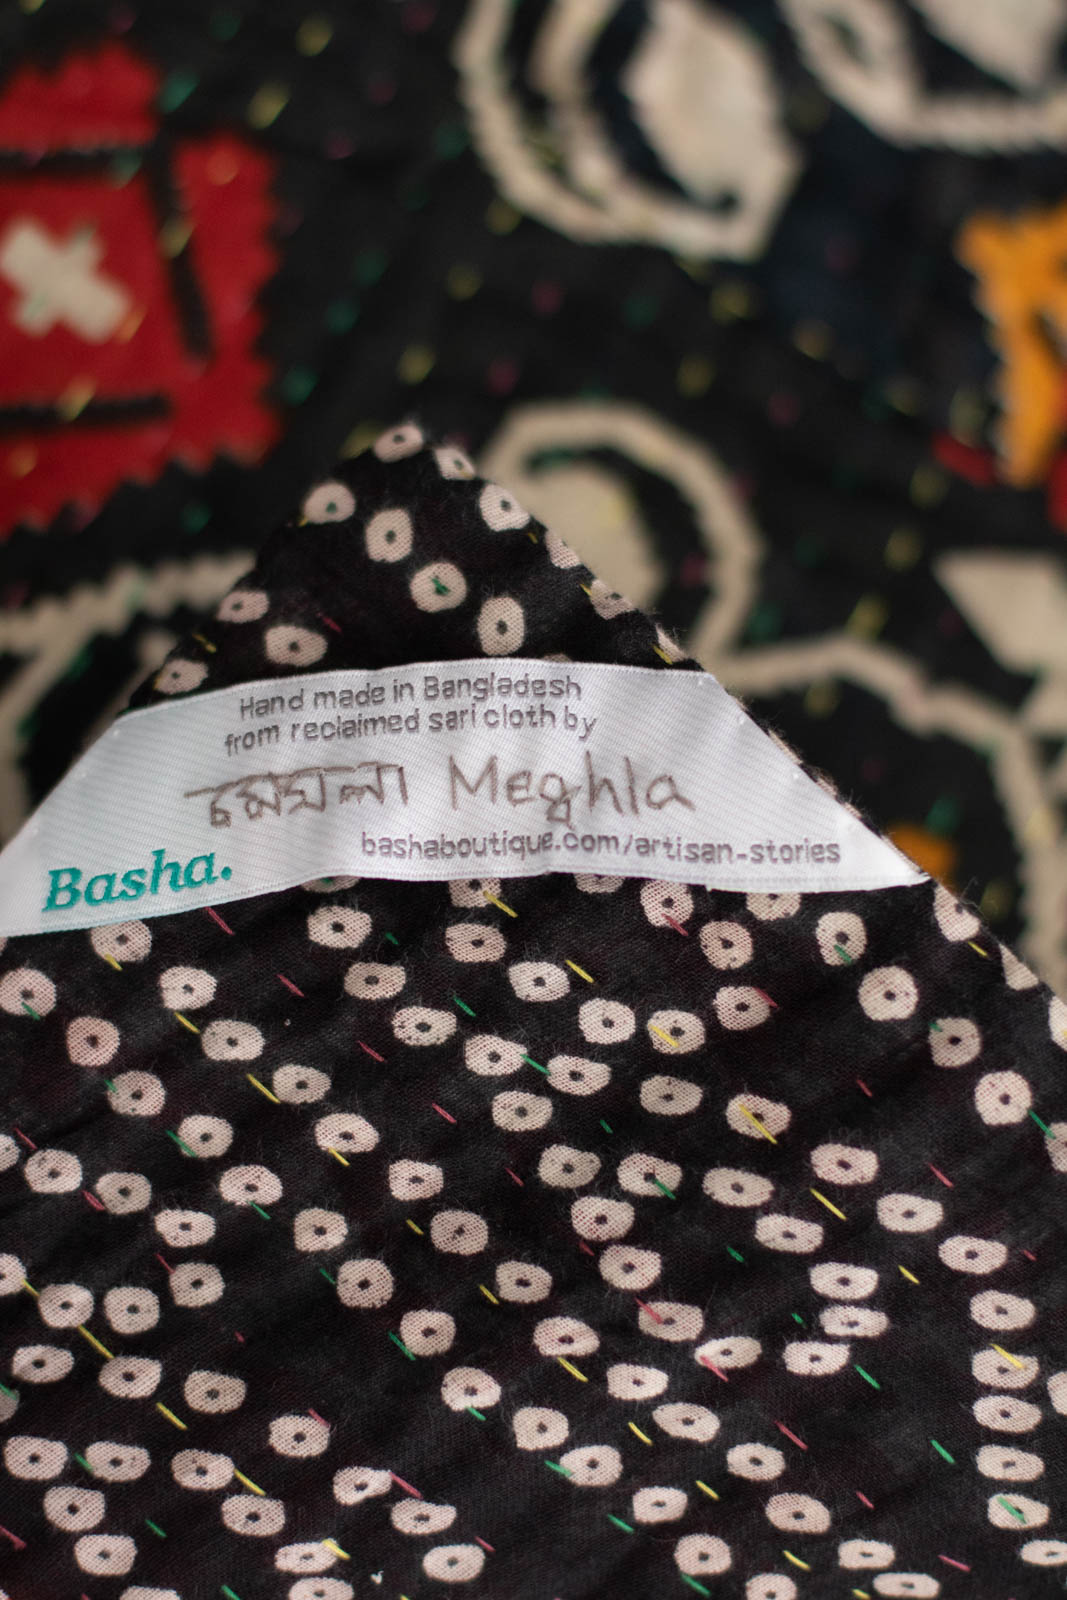 Hand made in Bangladesh
from reclaimed sari cloth by
মেঘলা Meghla
bashaboutique.com/artisan-stories
Basha.